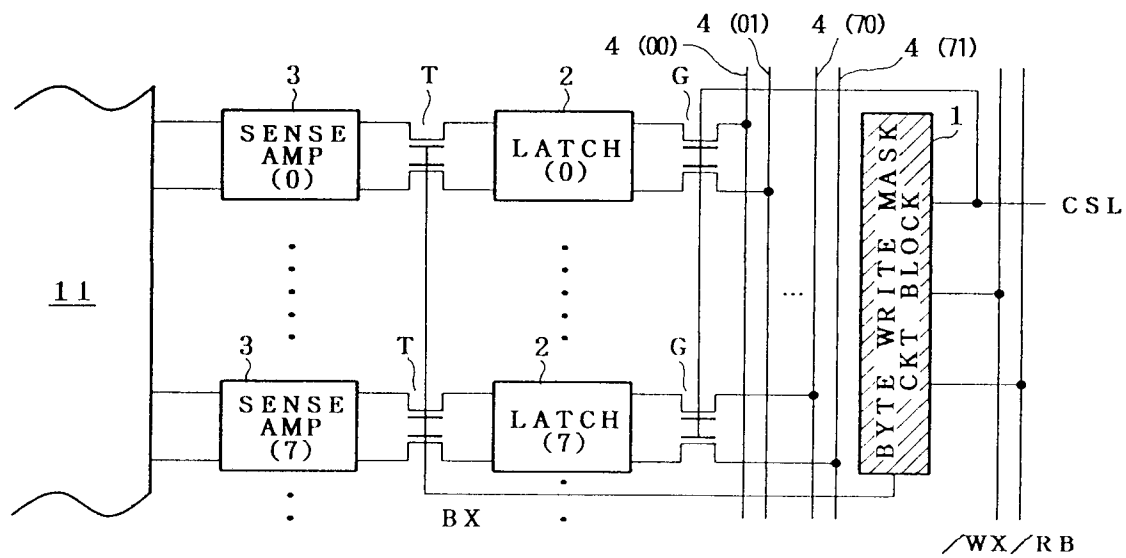 4 (00)
4 (01)
4 (70)
4 (71)
3
T
2
G
1
SENSE
AMP
(0)
LATCH
(0)
BYTE WRITE MASK
CKT BLOCK
CSL
11
...
3
T
2
G
SENSE
AMP
(7)
LATCH
(7)
BX
/WX
/RB